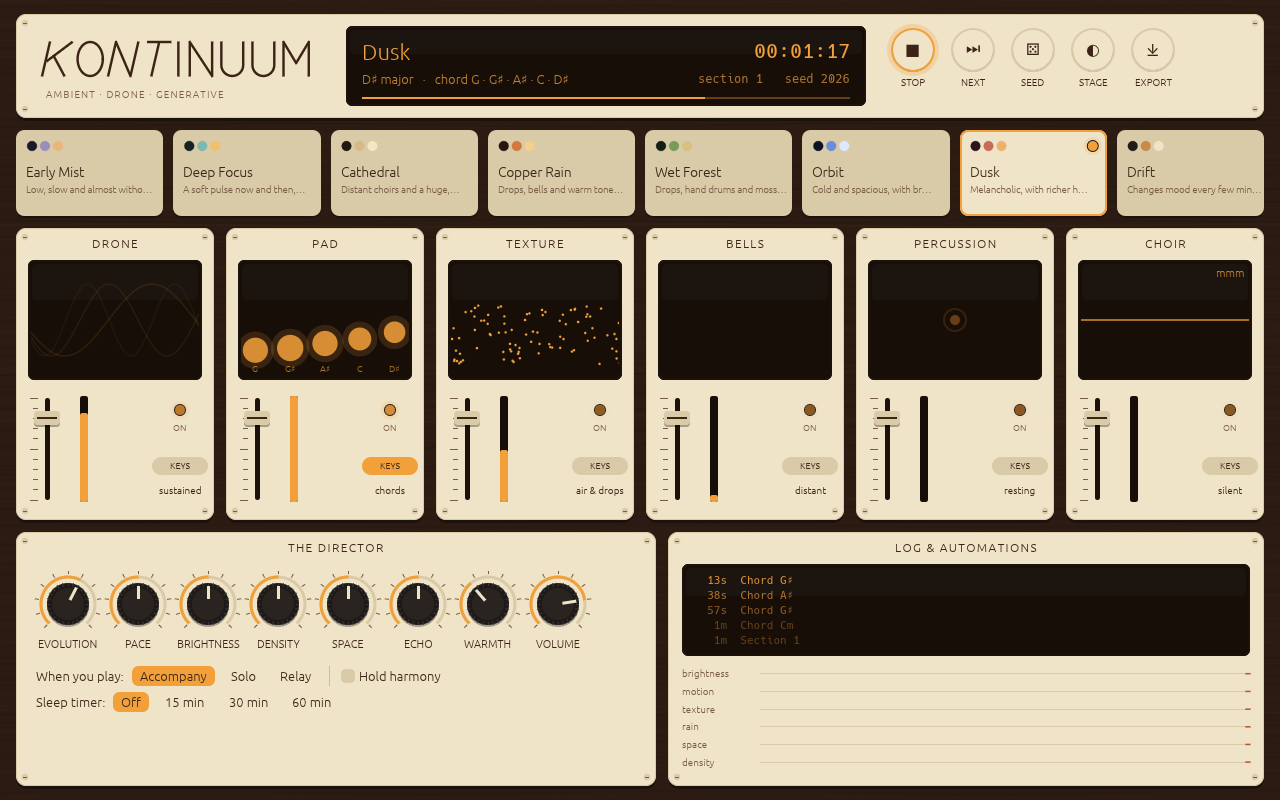 KONTINUUM
AMBIENT · DRONE · GENERATIVE
Dusk
00:01:17
D♯ major · chord G · G♯ · A♯ · C · D♯
section 1 seed 2026
STOP
NEXT
SEED
STAGE
EXPORT
Early Mist
Low, slow and almost witho…
Deep Focus
A soft pulse now and then,…
Cathedral
Distant choirs and a huge,…
Copper Rain
Drops, bells and warm tone…
Wet Forest
Drops, hand drums and moss…
Orbit
Cold and spacious, with br…
Dusk
Melancholic, with richer h…
Drift
Changes mood every few min…
DRONE
ON
KEYS
sustained
PAD
G G♯ A♯ C D♯
ON
KEYS
chords
TEXTURE
ON
KEYS
air & drops
BELLS
ON
KEYS
distant
PERCUSSION
ON
KEYS
resting
CHOIR
mmm
ON
KEYS
silent
THE DIRECTOR
EVOLUTION
PACE
BRIGHTNESS
DENSITY
SPACE
ECHO
WARMTH
VOLUME
When you play: Accompany Solo Relay Hold harmony
Sleep timer: Off 15 min 30 min 60 min
LOG & AUTOMATIONS
13s Chord G♯
38s Chord A♯
57s Chord G♯
1m Chord Cm
1m Section 1
brightness
motion
texture
rain
space
density